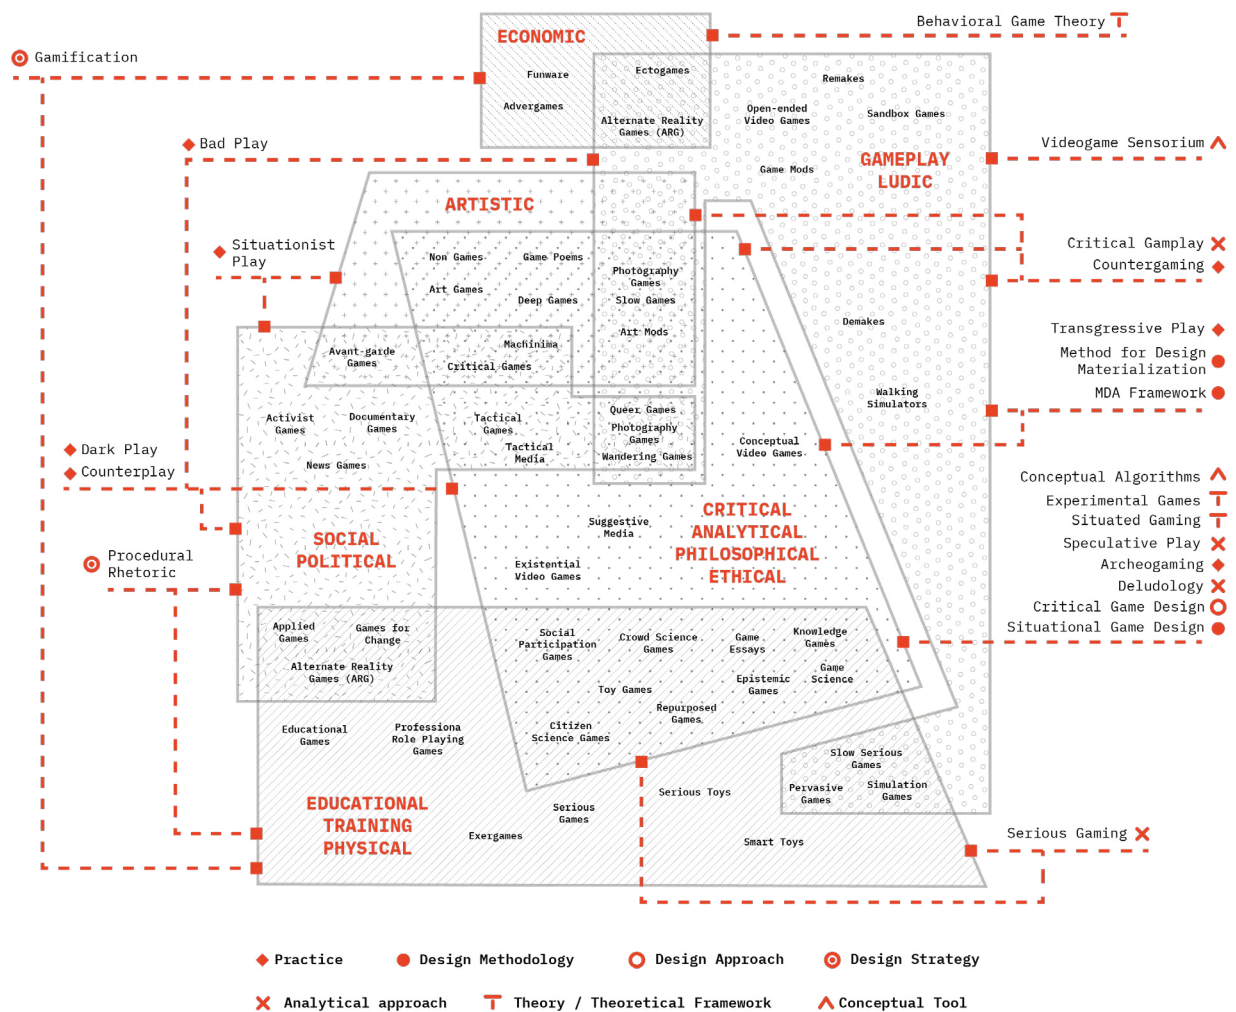 Behavioral Game Theory
ECONOMIC
Gamification
Funware
Ectogames
Advergames
Alternate Reality
Games (ARG)
Remakes
Open-ended
Video Games
Sandbox Games
Game Mods
GAMEPLAY
LUDIC
Videogame Sensorium
Bad Play
ARTISTIC
Situationist
Play
Non Games
Game Poems
Art Games
Deep Games
Photography
Games
Slow Games
Art Mods
Critical Gamplay
Countergaming
Demakes
Transgressive Play
Method for Design
Materialization
MDA Framework
Walking
Simulators
Avant-garde
Games
Machinima
Critical Games
Activist
Games
Documentary
Games
Tactical
Games
Tactical
Media
News Games
Queer Games
Photography
Games
Wandering Games
Conceptual
Video Games
Dark Play
Counterplay
SOCIAL
POLITICAL
Procedural
Rhetoric
CRITICAL
ANALYTICAL
PHILOSOPHICAL
ETHICAL
Suggestive
Media
Existential
Video Games
Conceptual Algorithms
Experimental Games
Situated Gaming
Speculative Play
Archeogaming
Deludology
Critical Game Design
Situational Game Design
Applied
Games
Games for
Change
Alternate Reality
Games (ARG)
Social
Participation
Games
Crowd Science
Games
Game
Essays
Knowledge
Games
Game
Science
Toy Games
Epistemic
Games
Repurposed
Games
Citizen
Science Games
Educational
Games
Professiona
Role Playing
Games
Slow Serious
Games
Pervasive
Games
Simulation
Games
EDUCATIONAL
TRAINING
PHYSICAL
Serious
Games
Serious Toys
Exergames
Smart Toys
Serious Gaming
Practice
Design Methodology
Design Approach
Design Strategy
Analytical approach
Theory / Theoretical Framework
Conceptual Tool